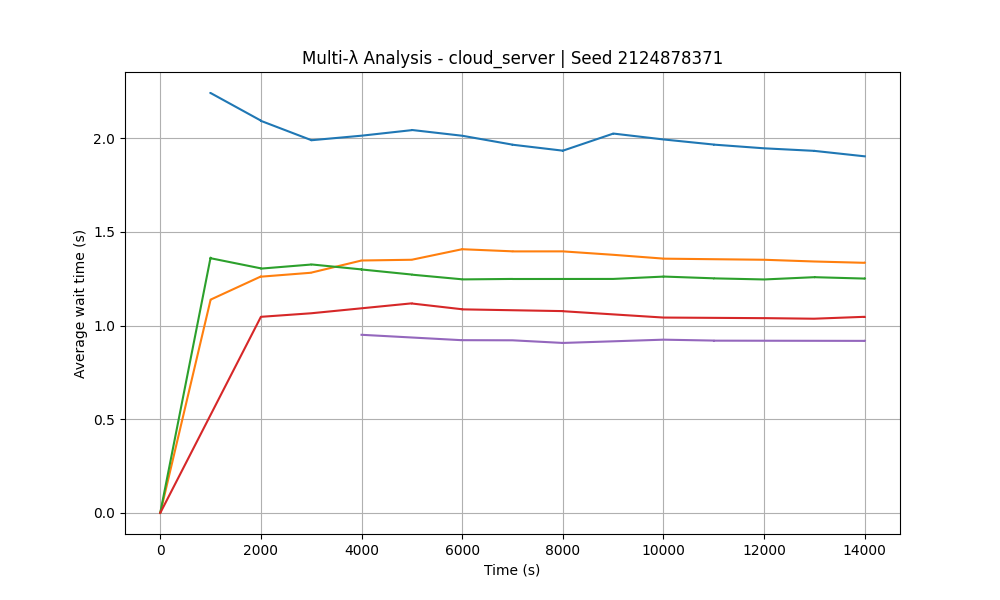 Multi-λ Analysis - cloud_server | Seed 2124878371
Average wait time (s)
2.0
1.5
1.0
0.5
0.0
0 2000 4000 6000 8000 10000 12000 14000
Time (s)